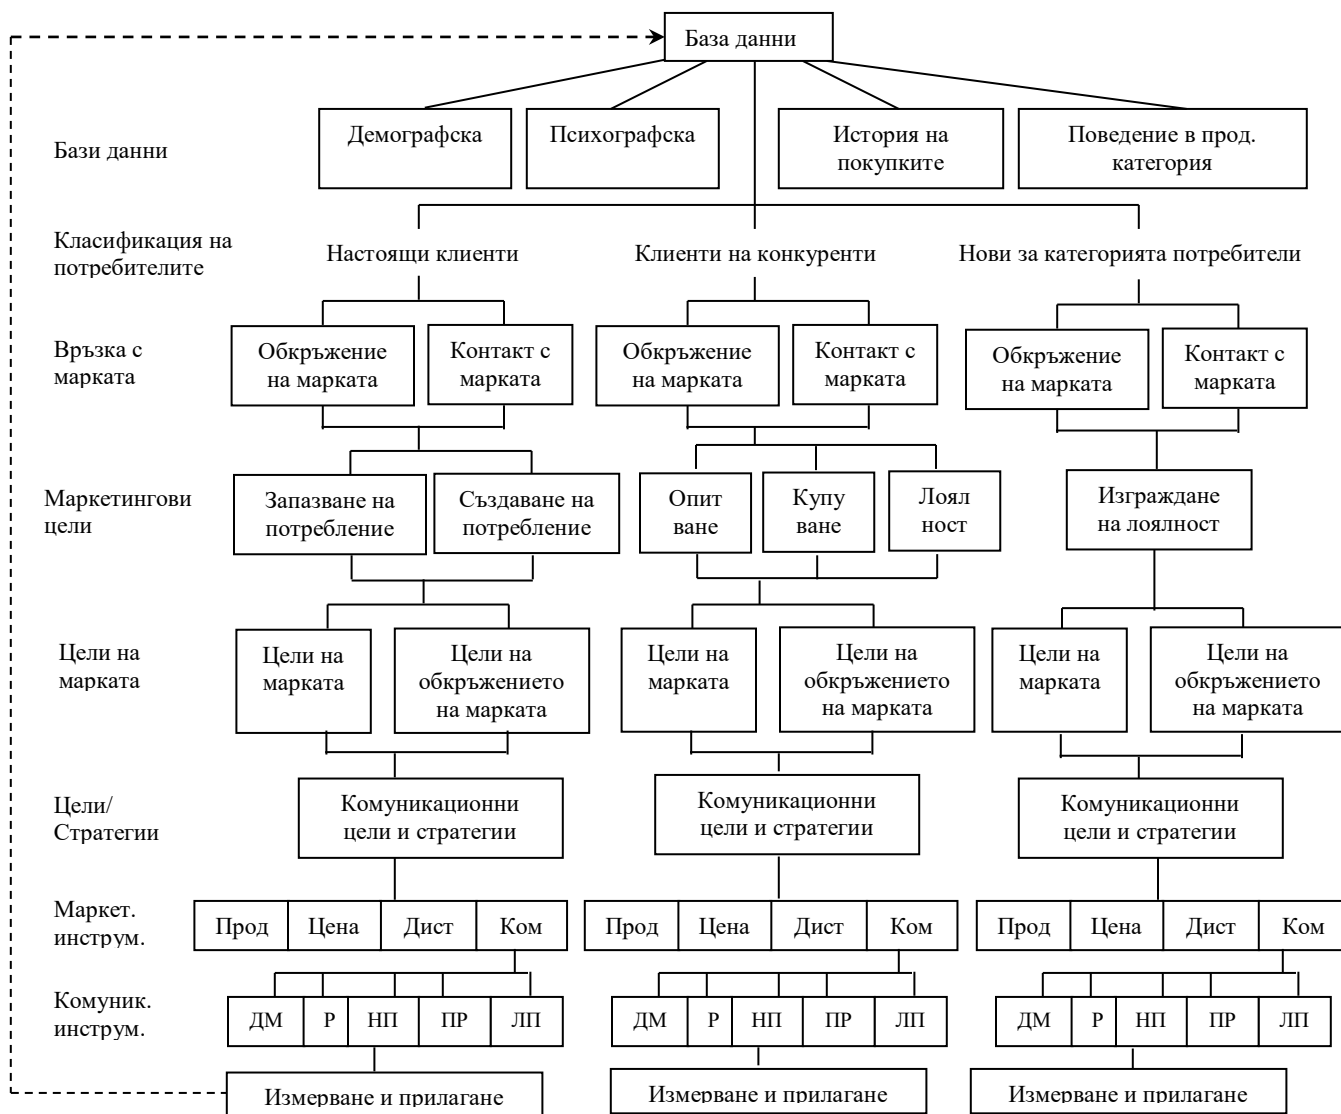 База данни
Бази данни
Демографска
Психографска
История на
покупките
Поведение в прод.
категория
Класификация на
потребителите
Настоящи клиенти
Клиенти на конкуренти
Нови за категорията потребители
Връзка с
марката
Обкръжение
на марката
Контакт с
марката
Обкръжение
на марката
Контакт с
марката
Обкръжение
на марката
Контакт с
марката
Маркетингови
цели
Запазване на
потребление
Създаване на
потребление
Опит
ване
Купу
ване
Лоял
ност
Изграждане
на лоялност
Цели на
марката
Цели на
марката
Цели на
обкръжението
на марката
Цели на
марката
Цели на
обкръжението
на марката
Цели на
марката
Цели на
обкръжението
на марката
Цели/
Стратегии
Комуникационни
цели и стратегии
Комуникационни
цели и стратегии
Комуникационни
цели и стратегии
Маркет.
инструм.
Прод Цена Дист Ком
Прод Цена Дист Ком
Прод Цена Дист Ком
Комуник.
инструм.
ДМ Р НП ПР ЛП
ДМ Р НП ПР ЛП
ДМ Р НП ПР ЛП
Измерване и прилагане
Измерване и прилагане
Измерване и прилагане